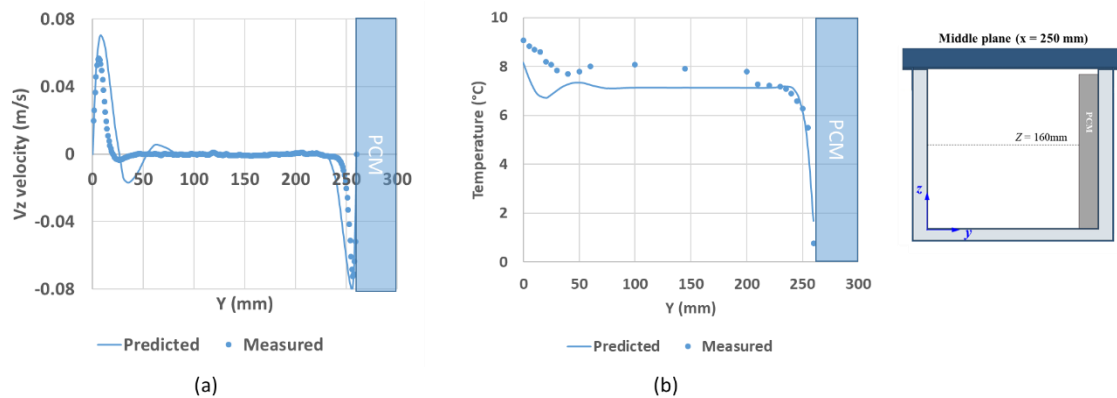 0.08
0.04
0
-0.04
-0.08
0
50
100
150
200
250
300
Vz velocity (m/s)
Y (mm)
PCM
Predicted
Measured
(a)
10
8
6
4
2
0
0
50
100
150
200
250
300
Temperature (°C)
Y (mm)
PCM
Predicted
Measured
(b)
Middle plane (x = 250 mm)
PCM
Z = 160mm
z
y